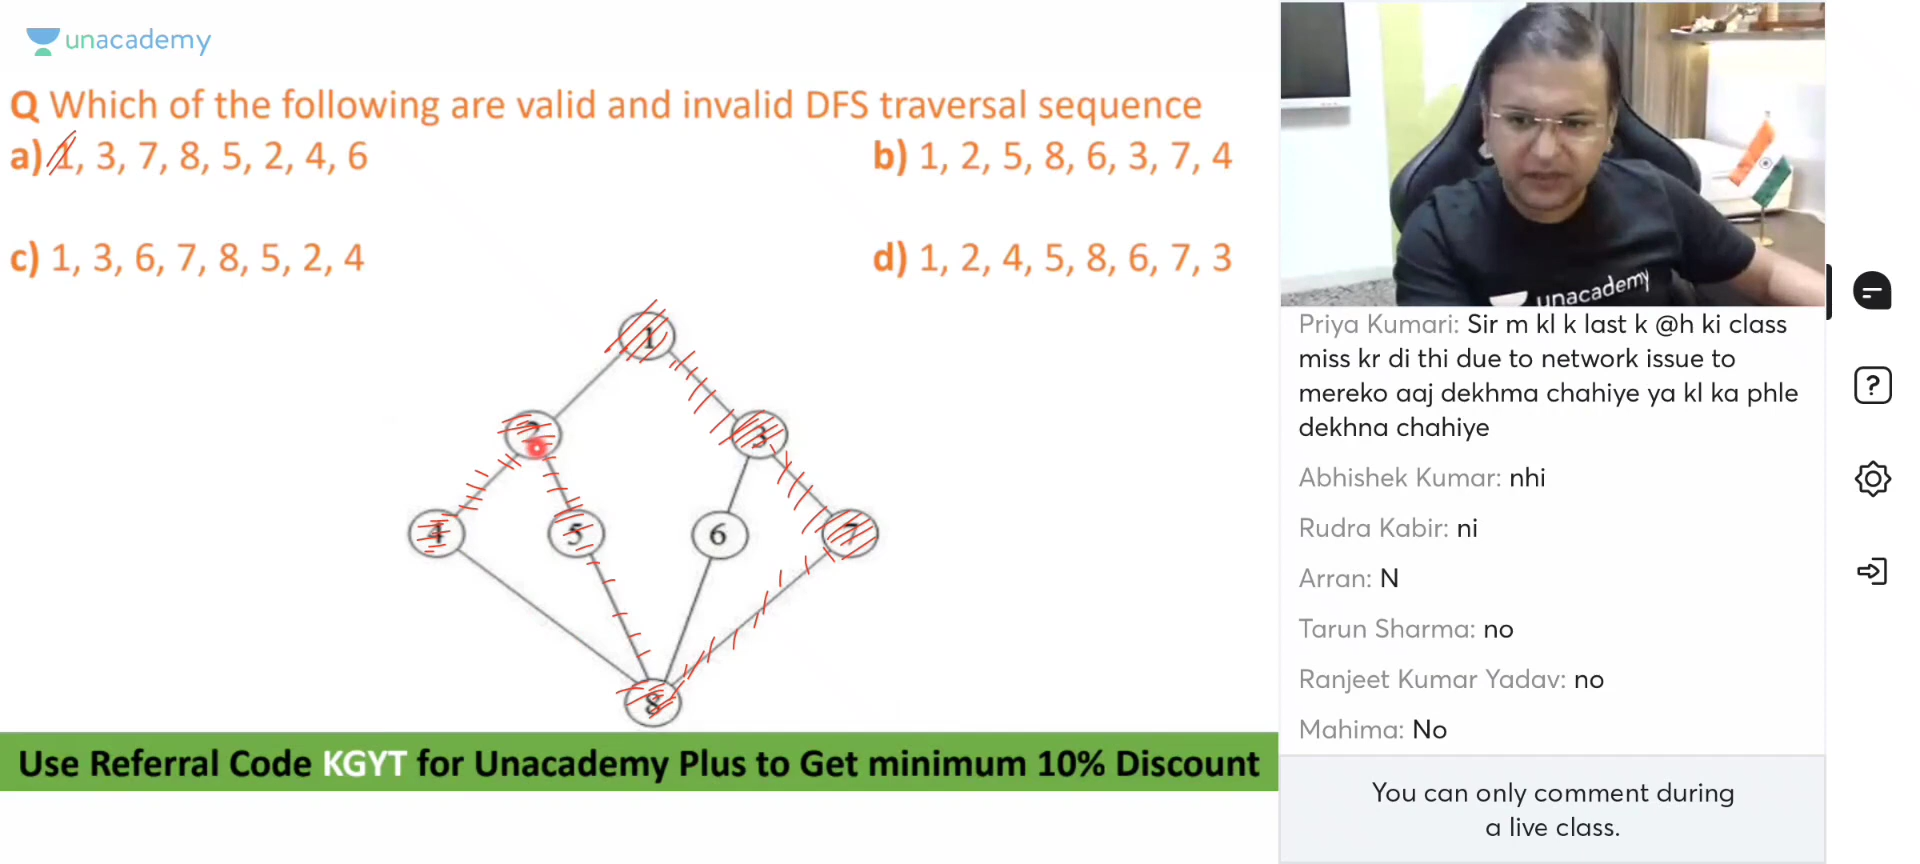 unacademy
Q Which of the following are valid and invalid DFS traversal sequence
a) 1, 3, 7, 8, 5, 2, 4, 6
b) 1, 2, 5, 8, 6, 3, 7, 4
c) 1, 3, 6, 7, 8, 5, 2, 4
d) 1, 2, 4, 5, 8, 6, 7, 3
1
2
3
4
5
6
7
8
Use Referral Code KGYT for Unacademy Plus to Get minimum 10% Discount
unacademy
Priya Kumari: Sir m kl k last k @h ki class
miss kr di thi due to network issue to
mereko aaj dekhma chahiye ya kl ka phle
dekhna chahiye
Abhishek Kumar: nhi
Rudra Kabir: ni
Arran: N
Tarun Sharma: no
Ranjeet Kumar Yadav: no
Mahima: No
You can only comment during
a live class.
?